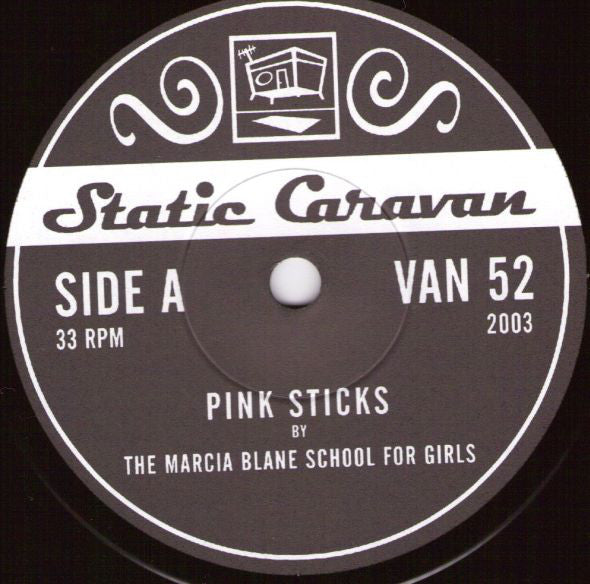 Static Caravan
SIDE A VAN 52
33 RPM 2003
PINK STICKS
BY
THE MARCIA BLANE SCHOOL FOR GIRLS